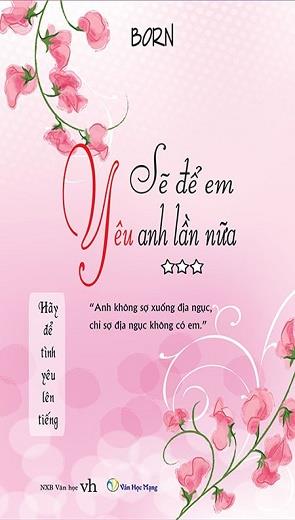 BORN
Sẽ để em
Yêu anh lần nữa
Hãy
để
tình
yêu
lên
tiếng
“Anh không sợ xuống địa ngục,
chỉ sợ địa ngục không có em.”
NXB Văn học vh Văn Học Mạng